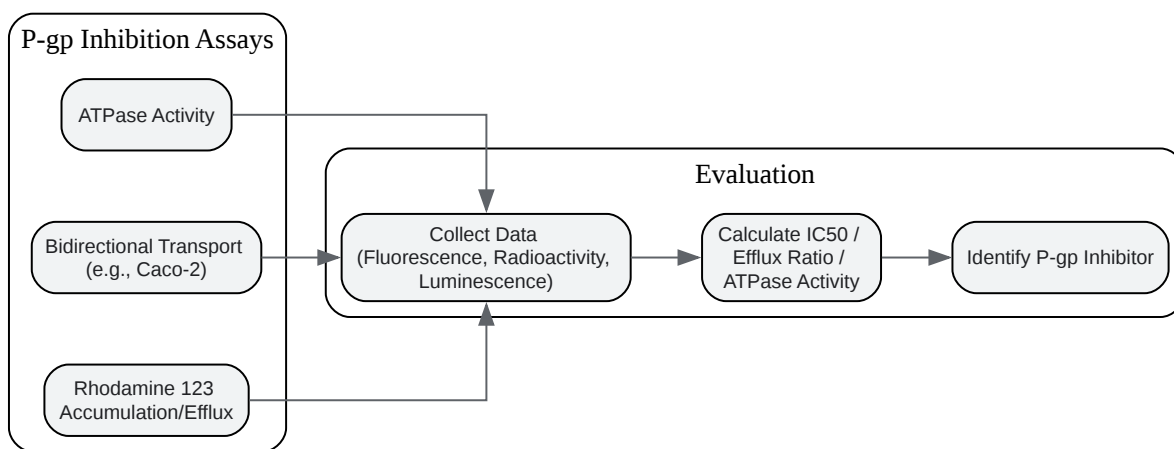 P-gp Inhibition Assays
ATPase Activity
Bidirectional Transport
(e.g., Caco-2)
Rhodamine 123
Accumulation/Efflux
Evaluation
Collect Data
(Fluorescence, Radioactivity,
Luminescence)
Calculate IC50 /
Efflux Ratio /
ATPase Activity
Identify P-gp Inhibitor